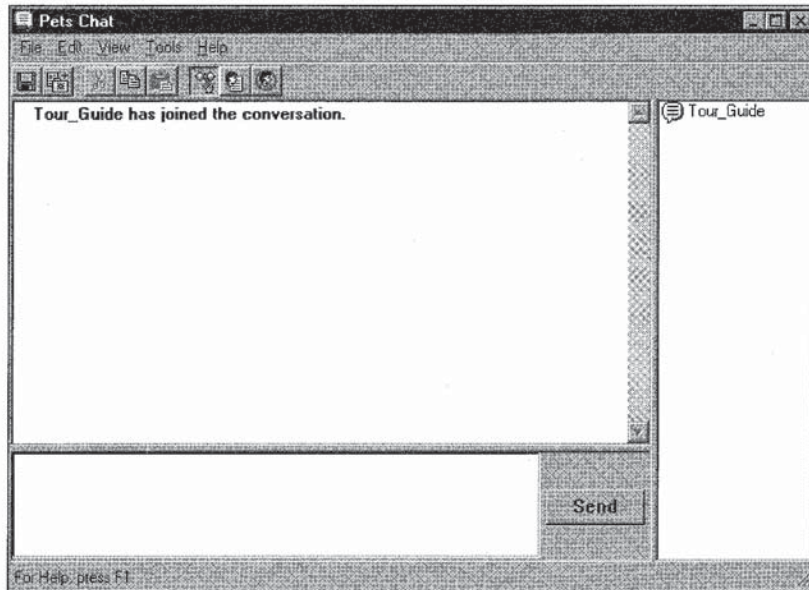 Pets Chat
File Edit View Tools Help
Tour_Guide has joined the conversation.
Tour_Guide
Send
For Help, press F1